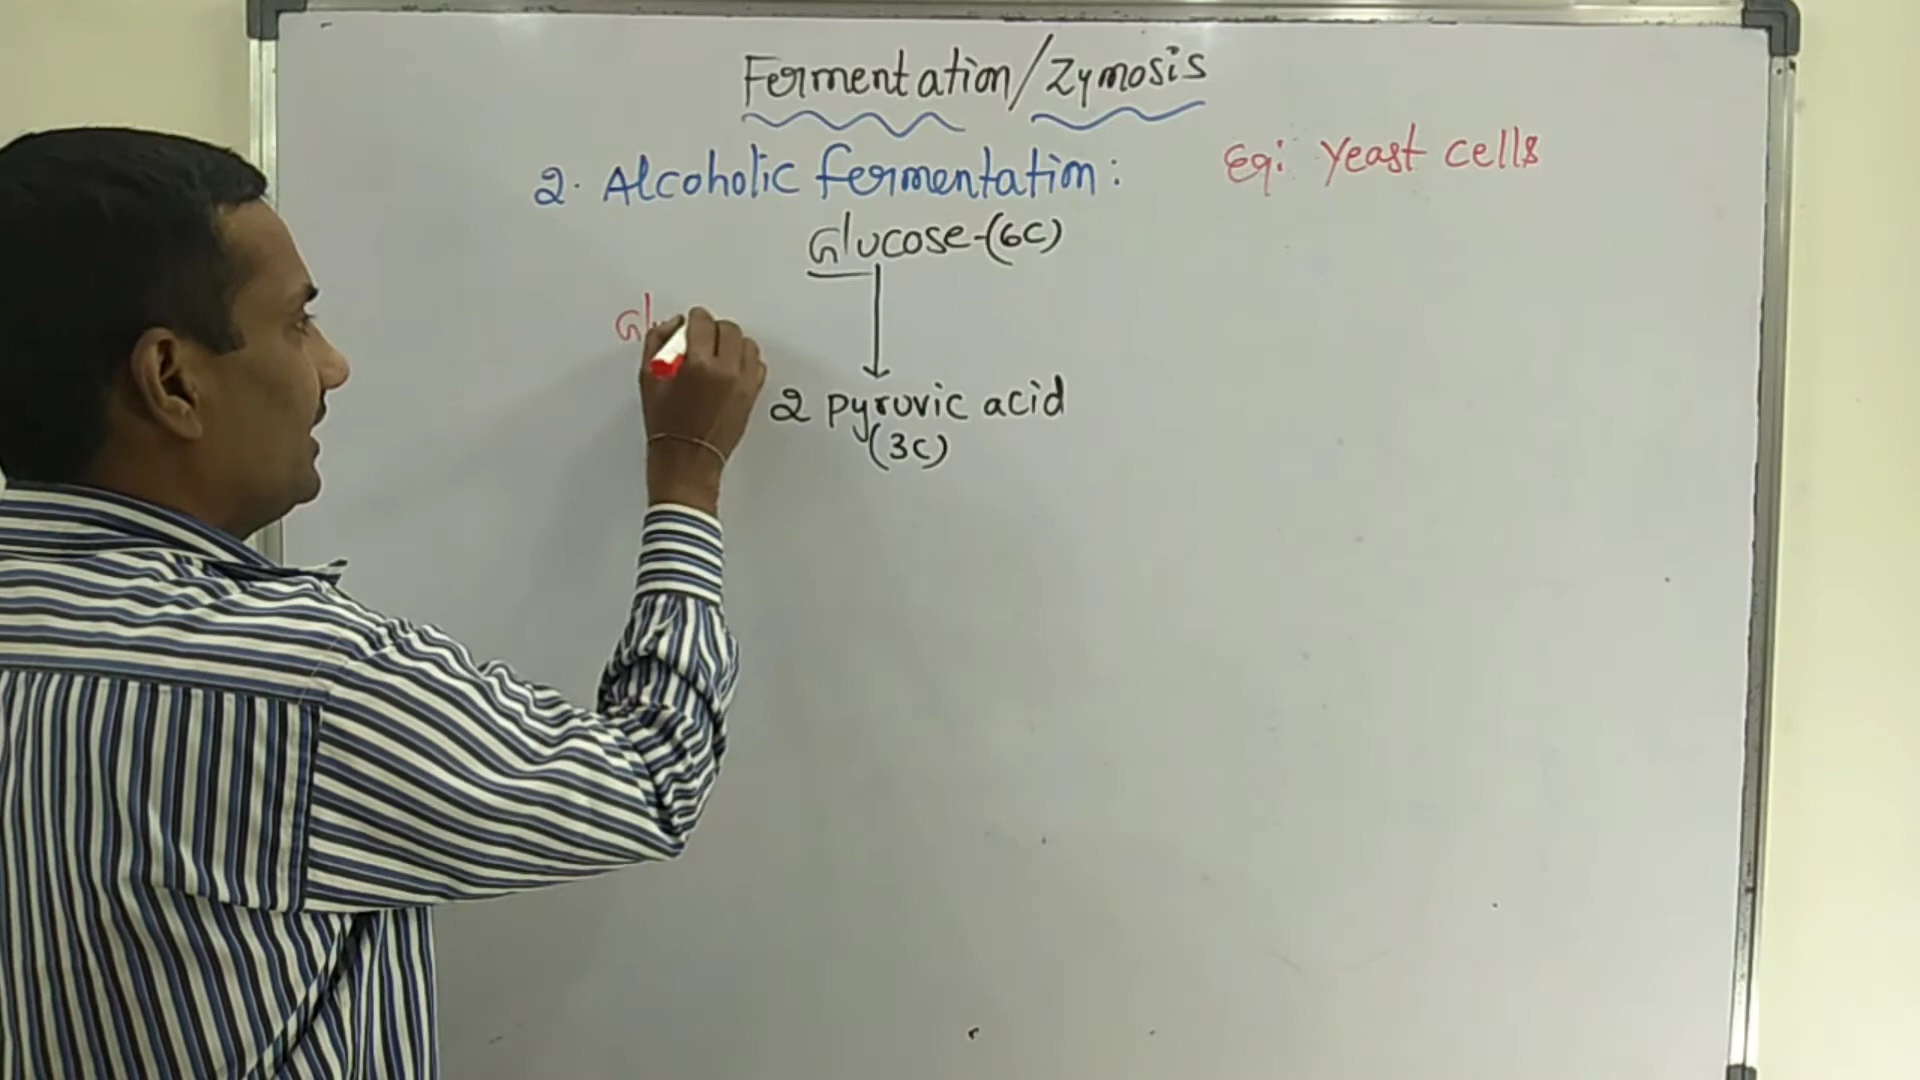 Fermentation/Zymosis
2. Alcoholic fermentation:
Eg: Yeast cells
Glucose-(6C)
2 pyruvic acid
(3C)